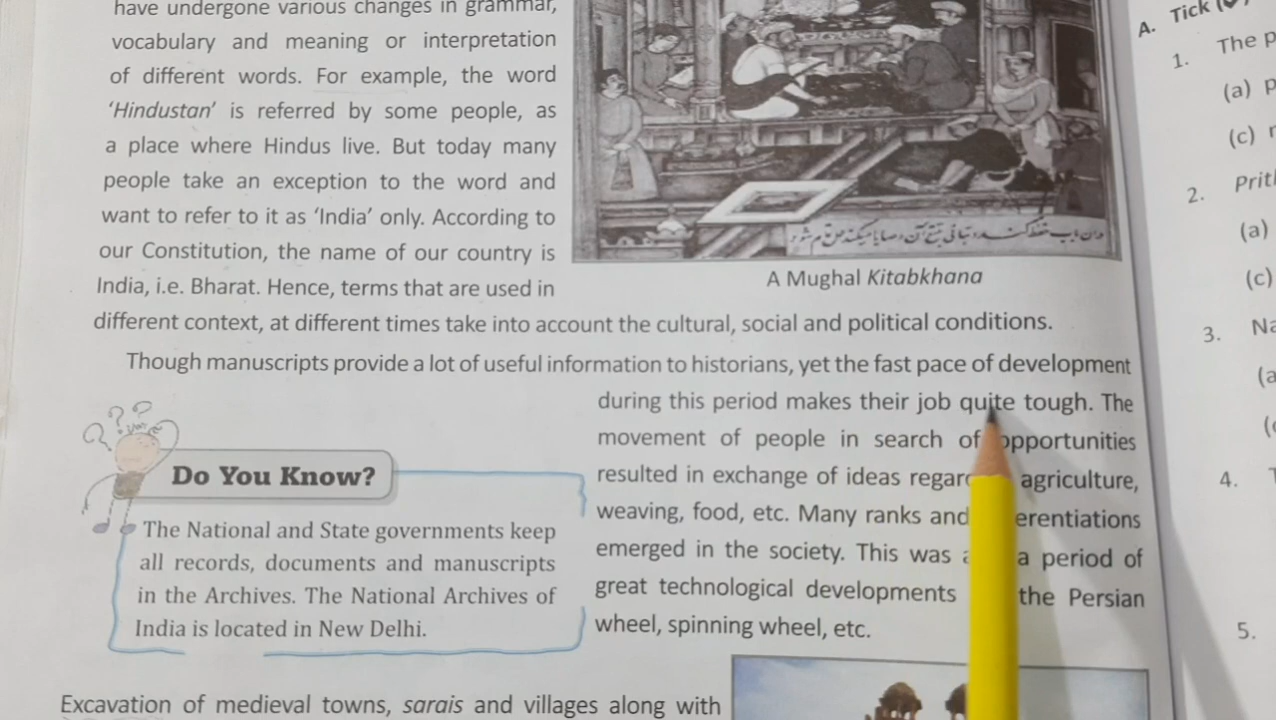 have undergone various changes in grammar,
vocabulary and meaning or interpretation
of different words. For example, the word
'Hindustan' is referred by some people, as
a place where Hindus live. But today many
people take an exception to the word and
want to refer to it as 'India' only. According to
our Constitution, the name of our country is
India, i.e. Bharat. Hence, terms that are used in
different context, at different times take into account the cultural, social and political conditions.
A Mughal Kitabkhana
Though manuscripts provide a lot of useful information to historians, yet the fast pace of development
during this period makes their job quite tough. The
movement of people in search of opportunities
resulted in exchange of ideas agriculture,
weaving, food, etc. Many ranks and
emerged in the society. This was a period of
great technological developments the Persian
wheel, spinning wheel, etc.
Do You Know?
The National and State governments keep
all records, documents and manuscripts
in the Archives. The National Archives of
India is located in New Delhi.
Excavation of medieval towns, sarais and villages along with
A. Tick
1. The
(a)
(c)
2.
(a)
(c)
3.
4.
5.